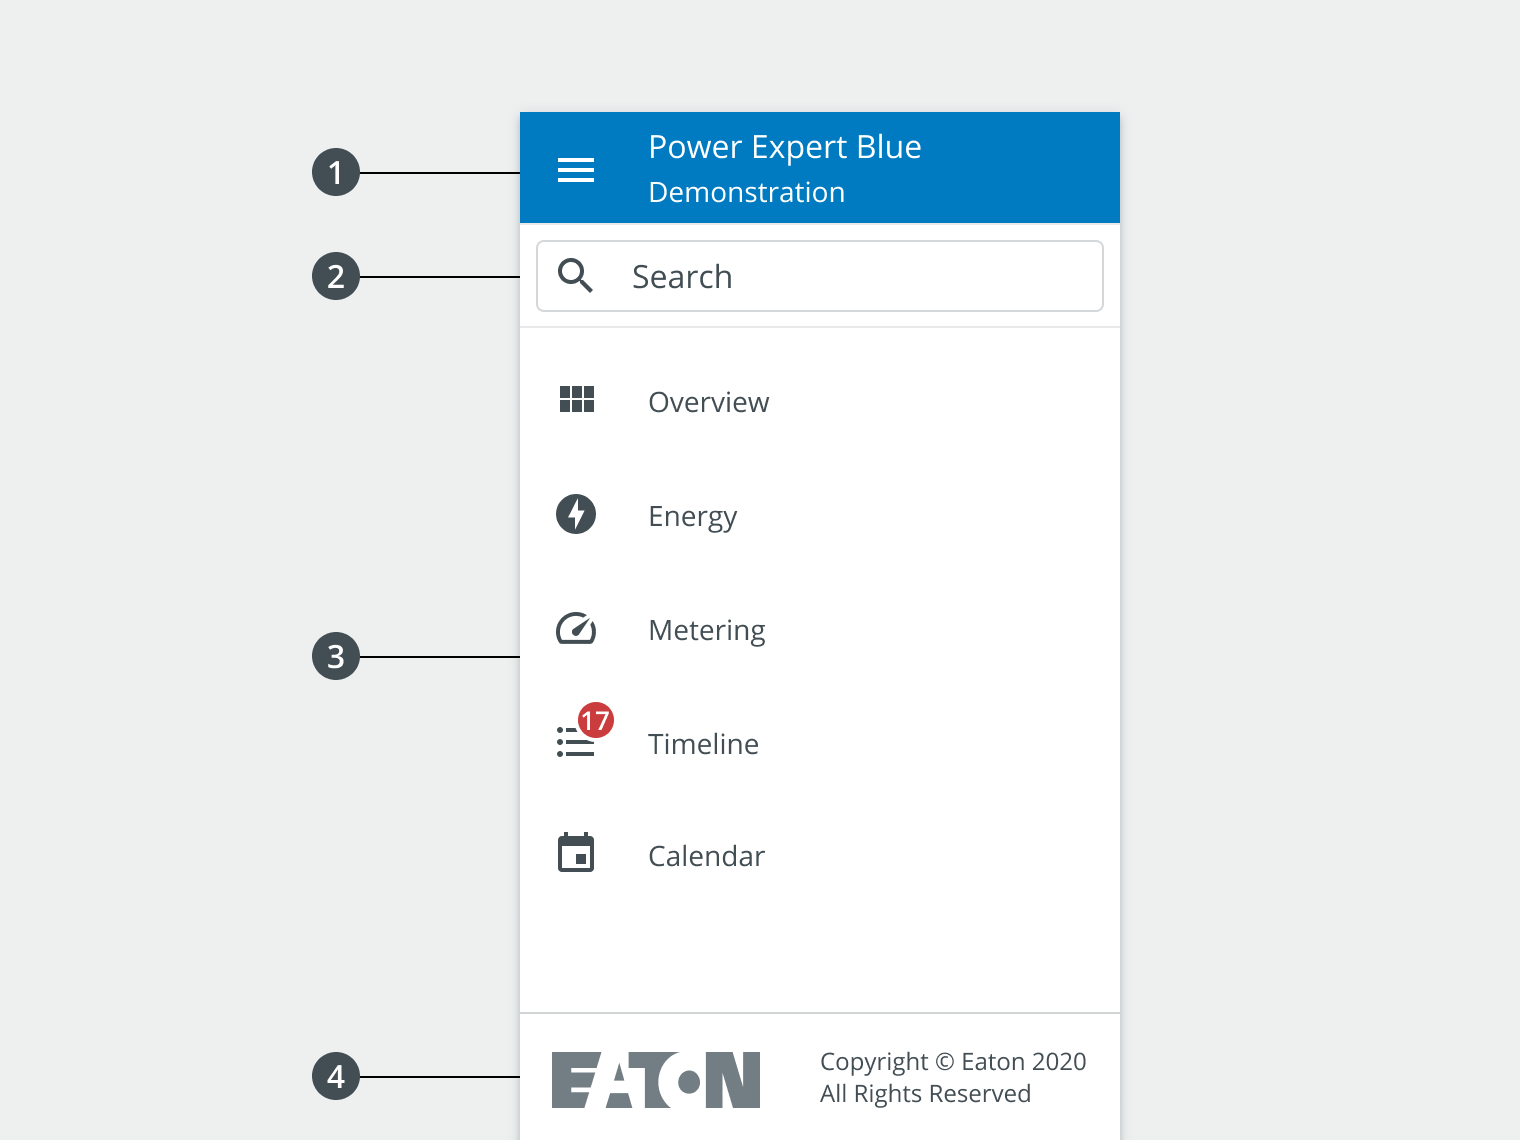 1
Power Expert Blue
Demonstration
2
Search
Overview
Energy
3
Metering
17
Timeline
Calendar
4
EATON
Copyright © Eaton 2020
All Rights Reserved